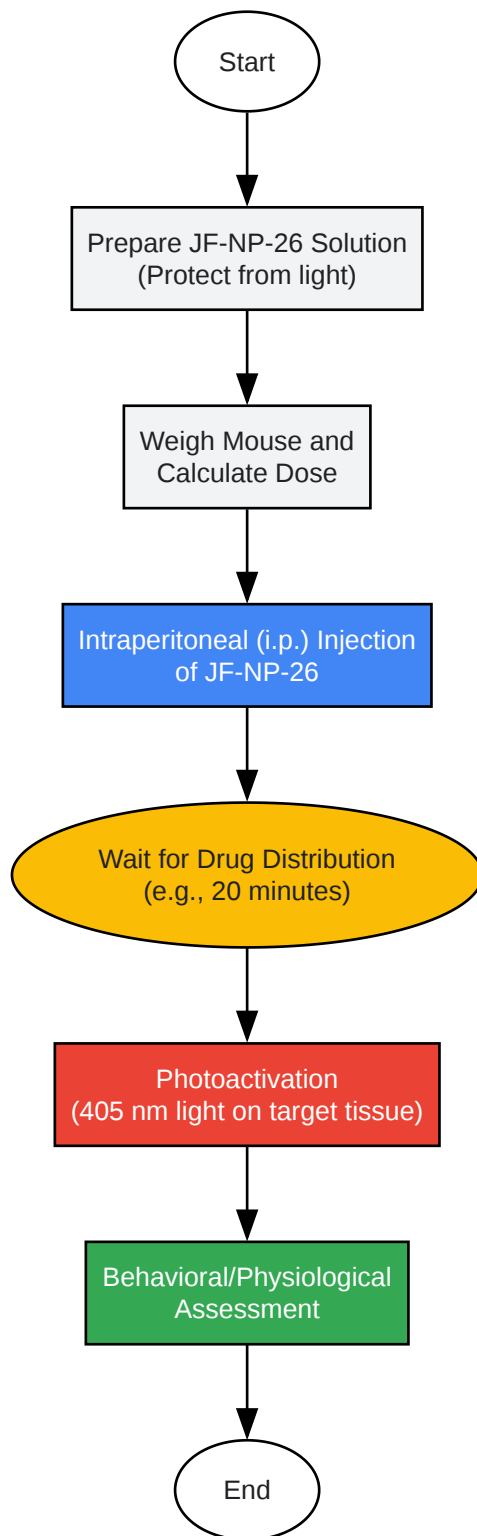 Start
Prepare JF-NP-26 Solution
(Protect from light)
Weigh Mouse and
Calculate Dose
Intraperitoneal (i.p.) Injection
of JF-NP-26
Wait for Drug Distribution
(e.g., 20 minutes)
Photoactivation
(405 nm light on target tissue)
Behavioral/Physiological
Assessment
End